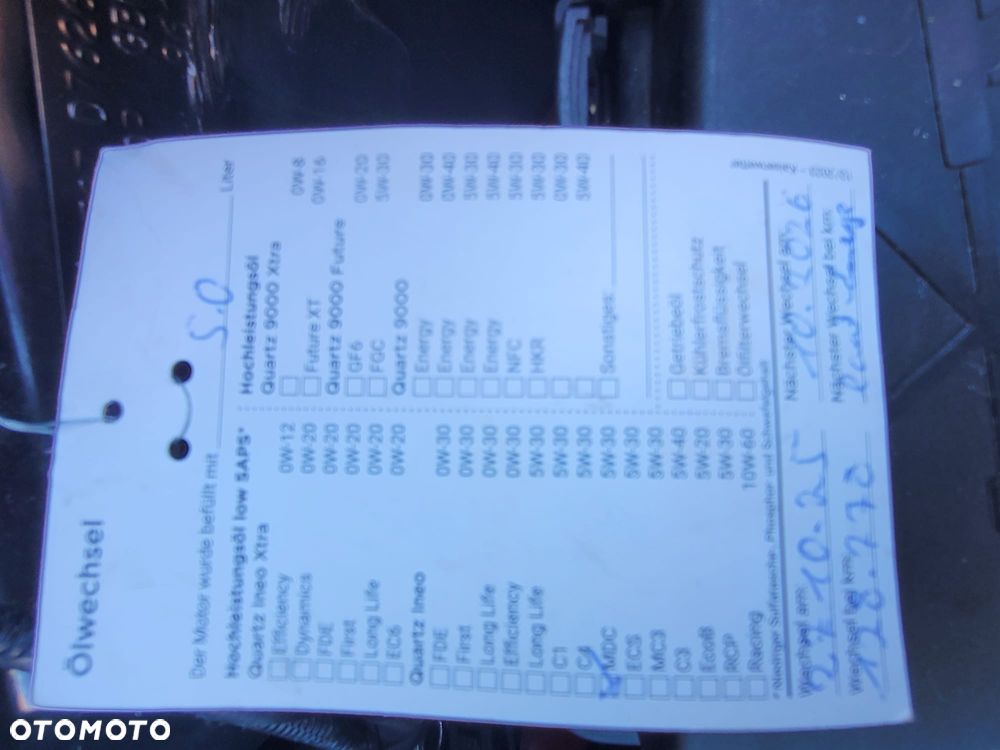 Ölwechsel
Der Motor wurde befüllt mit 5.0 Liter
Hochleistungsöl low SAPS*
Quartz Ineo Xtra
Efficiency 0W-12
Dynamics 0W-20
FDE 0W-20
First 0W-20
Long Life 0W-20
EC6 0W-20
Quartz Ineo
FDE 0W-30
First 0W-30
Long Life 0W-30
Efficiency 0W-30
Long Life 5W-30
C1 5W-30
C4 5W-30
MDC 5W-30
ECS 5W-30
MC3 5W-30
C3 5W-40
EcoB 5W-20
RCP 5W-30
Racing 10W-60
Hochleistungsöl
Quartz 9000 Xtra
0W-8
Future XT 0W-16
Quartz 9000 Future
GF6 0W-20
FGC 5W-30
Quartz 9000
Energy 0W-30
Energy 0W-40
Energy 5W-30
Energy 5W-40
NFC 5W-30
HKR 5W-30
0W-30
5W-40
Sonstiges:
Getriebeöl
Kühlerfrostschutz
Bremsflüssigkeit
Ölfilterwechsel
*Niedriger Sulfatasche-, Phosphor- und Schwefelgehalt
Wechsel am: 27.10.25
Nächster Wechsel am: 10.2026
Wechsel bei km: 128.770
Nächster Wechsel bei km:
OTOMOTO